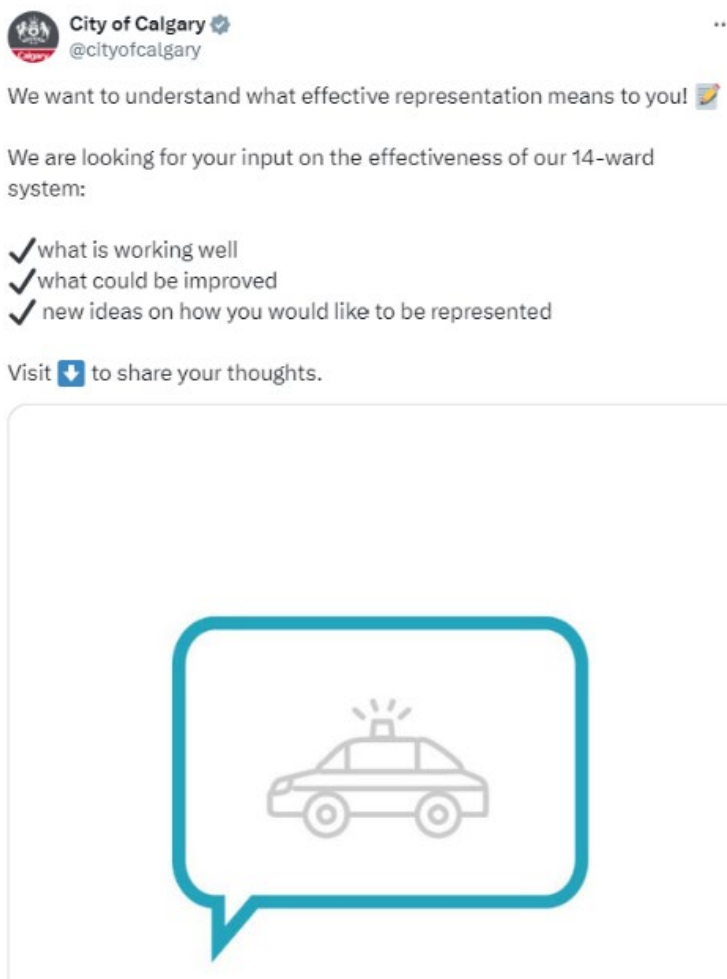 City of Calgary
@cityofcalgary
We want to understand what effective representation means to you! 📝
We are looking for your input on the effectiveness of our 14-ward
system:
✔what is working well
✔what could be improved
✔ new ideas on how you would like to be represented
Visit ⬇ to share your thoughts.
Calgary